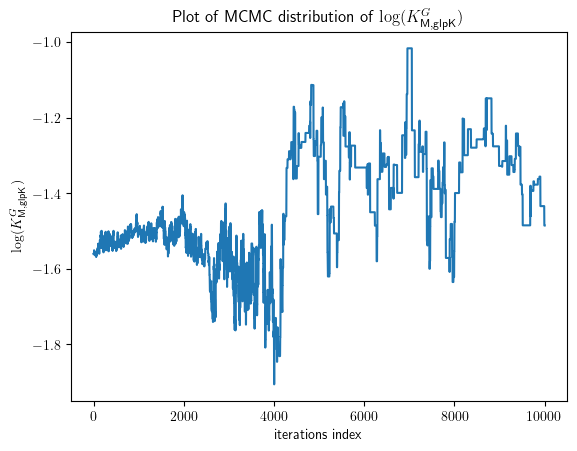 Plot of MCMC distribution of log(K^G_M,glpK)
−1.0
−1.2
−1.4
−1.6
−1.8
log(K^G_M,glpK)
0 2000 4000 6000 8000 10000
iterations index